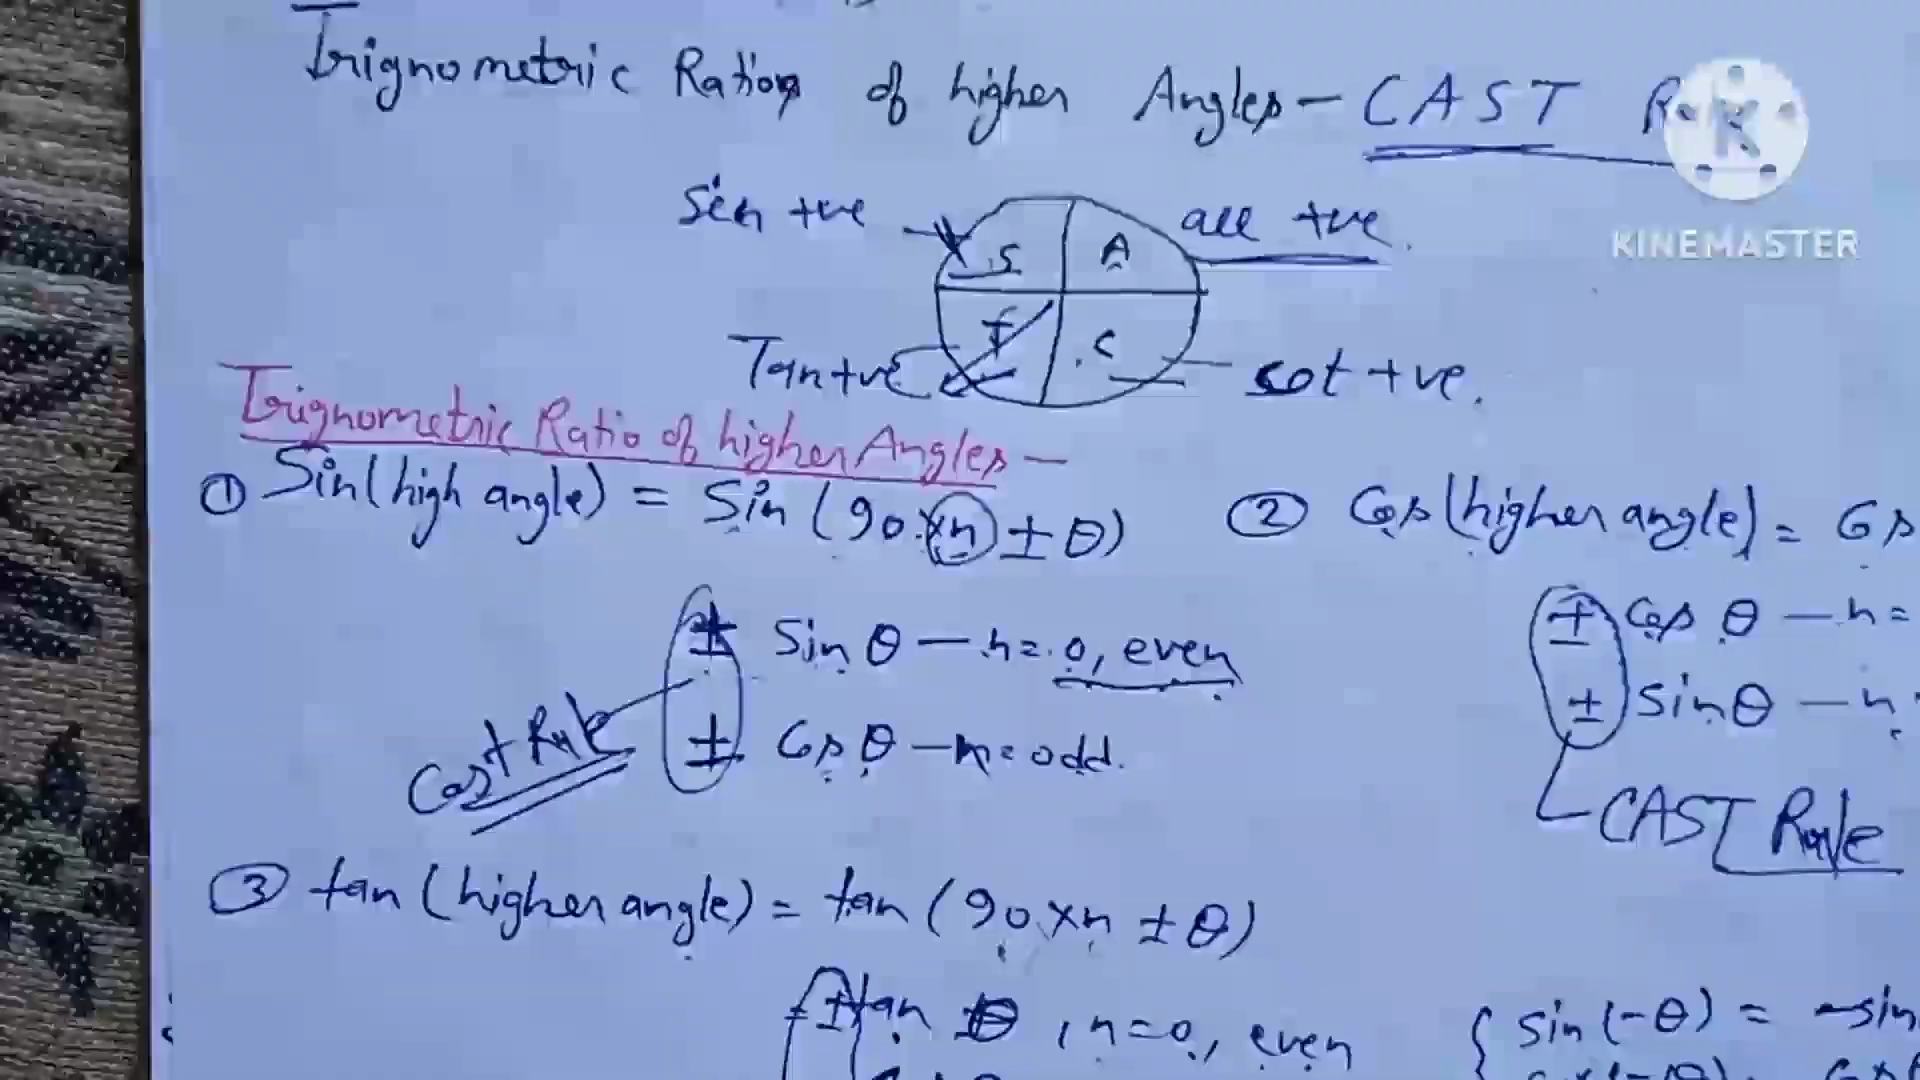 Trignometric Ratios of higher Angles - CAST
KINEMASTER
Sin +ve
all +ve.
S A
T C
Tan +ve
cot +ve.
Trignometric Ratio of higher Angles -
① Sin(high angle) = Sin (90×n ± θ)
② Cos(higher angle) = Cos
± Sin θ - n = 0, even
± Cos θ - n = odd.
Cast Rule
± Cos θ - n =
± Sin θ - n
CAST Rule
③ tan (higher angle) = tan (90×n ± θ)
± tan θ, n = 0, even
{ Sin (-θ) = - sin